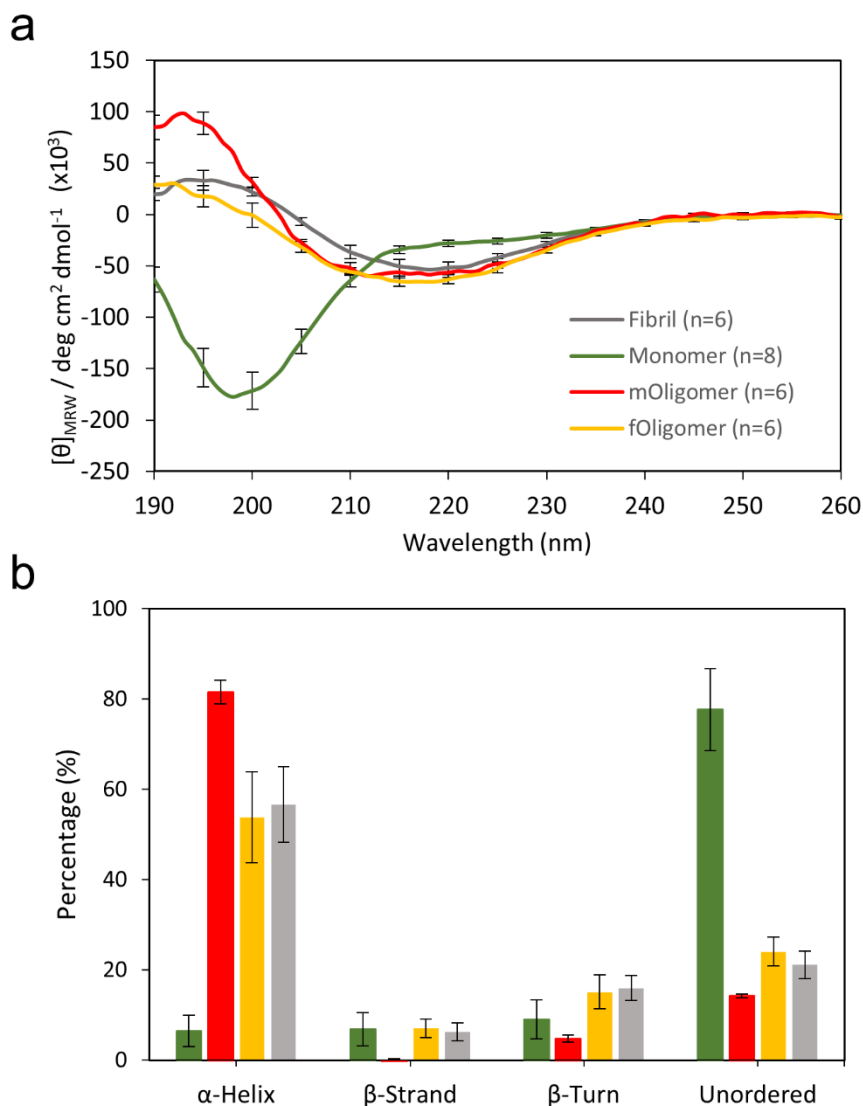 a
150
100
50
0
-50
-100
-150
-200
-250
[θ]MRW / deg cm² dmol⁻¹ (x10³)
190 200 210 220 230 240 250 260
Wavelength (nm)
Fibril (n=6)
Monomer (n=8)
mOligomer (n=6)
fOligomer (n=6)
b
100
80
60
40
20
0
Percentage (%)
α-Helix β-Strand β-Turn Unordered